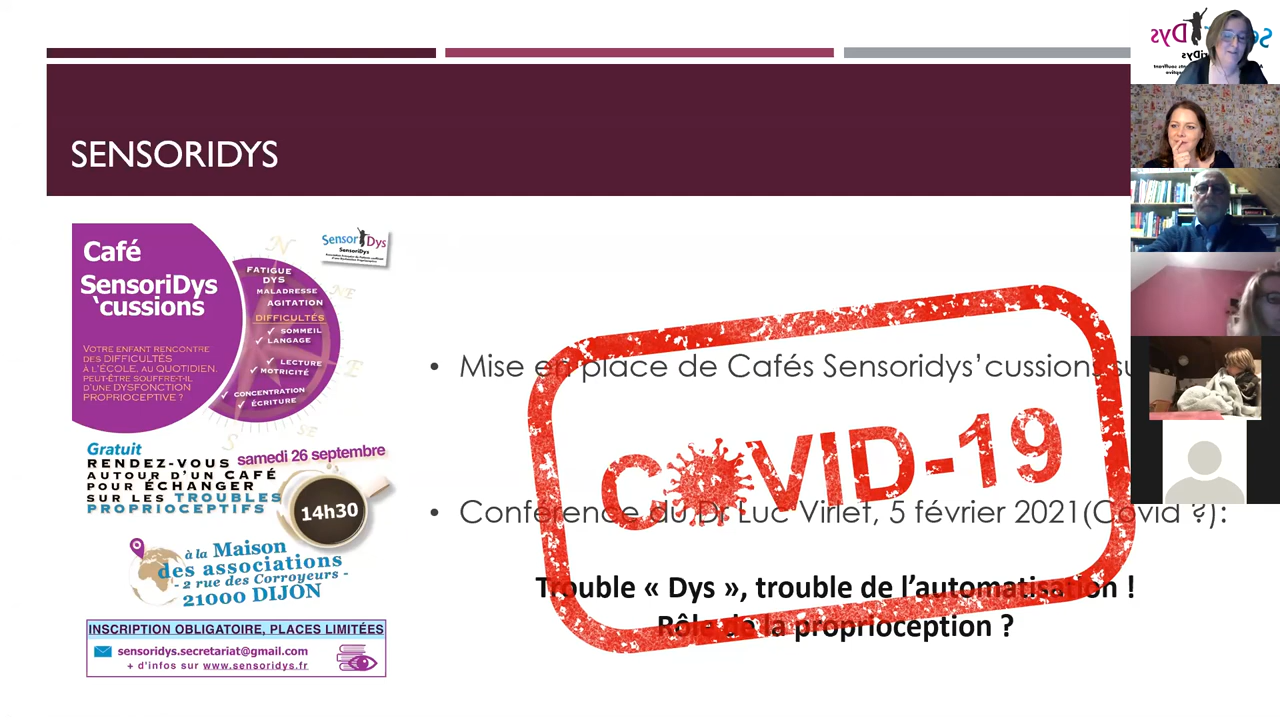 SENSORIDYS
Café
SensoriDys
‘cussions
VOTRE ENFANT RENCONTRE
DES DIFFICULTÉS
À L'ÉCOLE, AU QUOTIDIEN.
PEUT-ÊTRE SOUFFRE-T-IL
D'UNE DYSFONCTION
PROPRIOCEPTIVE ?
FATIGUE
DYS
MALADRESSE
AGITATION
DIFFICULTÉS
✓ SOMMEIL
✓ LANGAGE
✓ LECTURE
✓ MOTRICITÉ
✓ CONCENTRATION
✓ ÉCRITURE
N
NE
E
SE
S
Sensori Dys
SensoriDys
Gratuit
samedi 26 septembre
RENDEZ-VOUS
AUTOUR D'UN CAFÉ
POUR ÉCHANGER
SUR LES TROUBLES
PROPRIOCEPTIFS
14h30
à la Maison
des associations
- 2 rue des Corroyeurs -
21000 DIJON
INSCRIPTION OBLIGATOIRE, PLACES LIMITÉES
sensoridys.secretariat@gmail.com
+ d'infos sur www.sensoridys.fr
• Mise en place de Cafés Sensoridys’cussions su
COVID-19
• Conférence du Dr Luc Virlet, 5 février 2021(Covid ?):
Trouble « Dys », trouble de l’automatisation !
Rôle de la proprioception ?